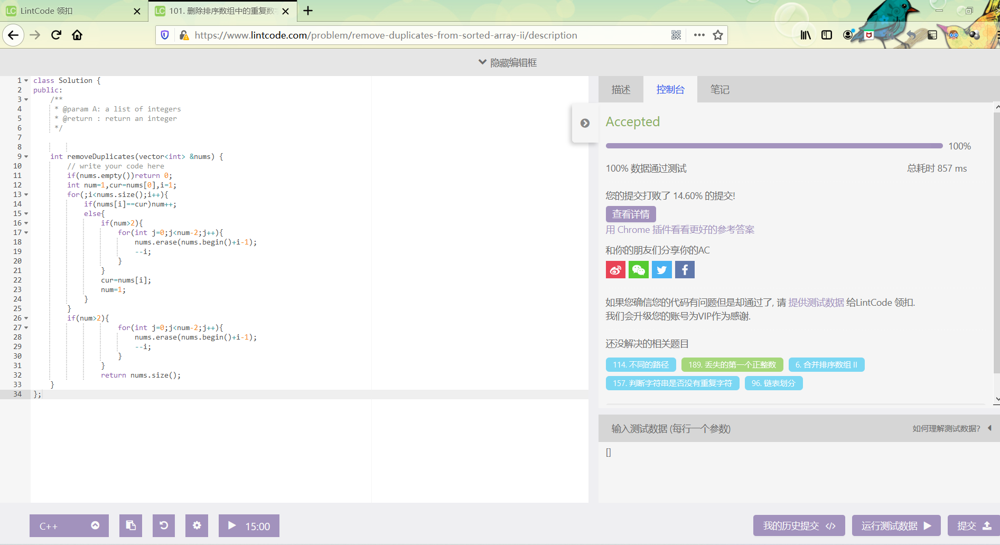 LintCode 领扣
101. 删除排序数组中的重复数
https://www.lintcode.com/problem/remove-duplicates-from-sorted-array-ii/description
隐藏编辑框
1 class Solution {
2 public:
3 /**
4 * @param A: a list of integers
5 * @return : return an integer
6 */
7
8
9 int removeDuplicates(vector<int> &nums) {
10 // write your code here
11 if(nums.empty())return 0;
12 int num=1,cur=nums[0],i=1;
13 for(;i<nums.size();i++){
14 if(nums[i]==cur)num++;
15 else{
16 if(num>2){
17 for(int j=0;j<num-2;j++){
18 nums.erase(nums.begin()+i-1);
19 --i;
20 }
21 }
22 cur=nums[i];
23 num=1;
24 }
25 }
26 if(num>2){
27 for(int j=0;j<num-2;j++){
28 nums.erase(nums.begin()+i-1);
29 --i;
30 }
31 }
32 return nums.size();
33 }
34 };
描述 控制台 笔记
Accepted
100%
100% 数据通过测试 总耗时 857 ms
您的提交打败了 14.60% 的提交!
查看详情
用 Chrome 插件看看更好的参考答案
和你的朋友们分享你的AC
如果您确信您的代码有问题但是却通过了, 请 提供测试数据 给LintCode 领扣.
我们会升级您的账号为VIP作为感谢.
还没解决的相关题目
114. 不同的路径 189. 丢失的第一个正整数 6. 合并排序数组 II
157. 判断字符串是否没有重复字符 96. 链表划分
输入测试数据 (每行一个参数) 如何理解测试数据?
[]
C++ 15:00 我的历史提交 </> 运行测试数据 提交